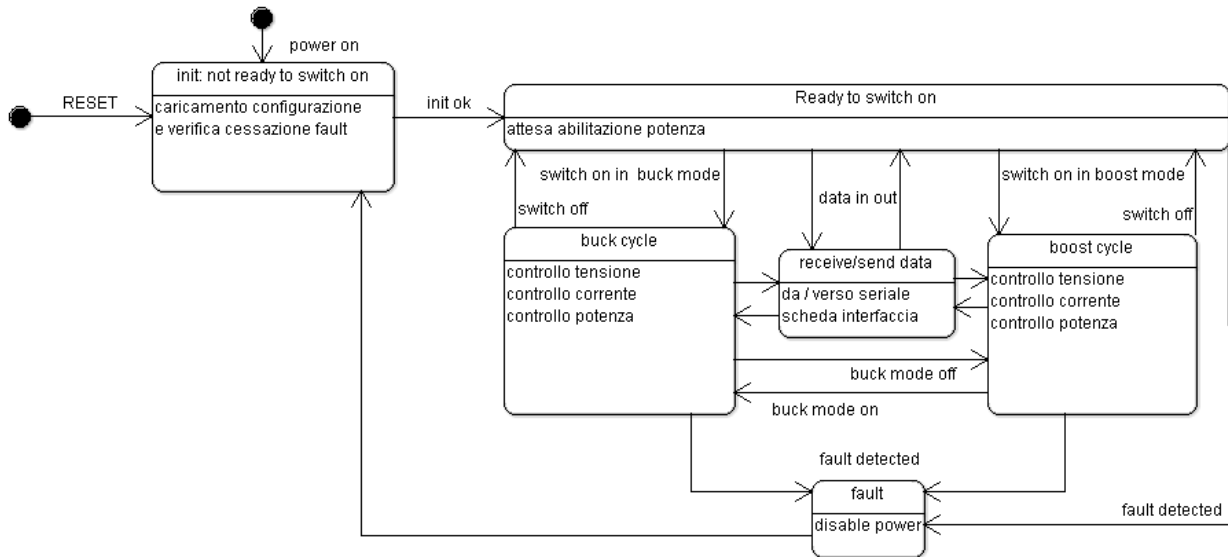 power on
init: not ready to switch on
RESET
caricamento configurazione
e verifica cessazione fault
init ok
Ready to switch on
attesa abilitazione potenza
switch on in buck mode
switch off
data in out
switch on in boost mode
switch off
buck cycle
controllo tensione
controllo corrente
controllo potenza
receive/send data
da / verso seriale
scheda interfaccia
boost cycle
controllo tensione
controllo corrente
controllo potenza
buck mode off
buck mode on
fault detected
fault
disable power
fault detected